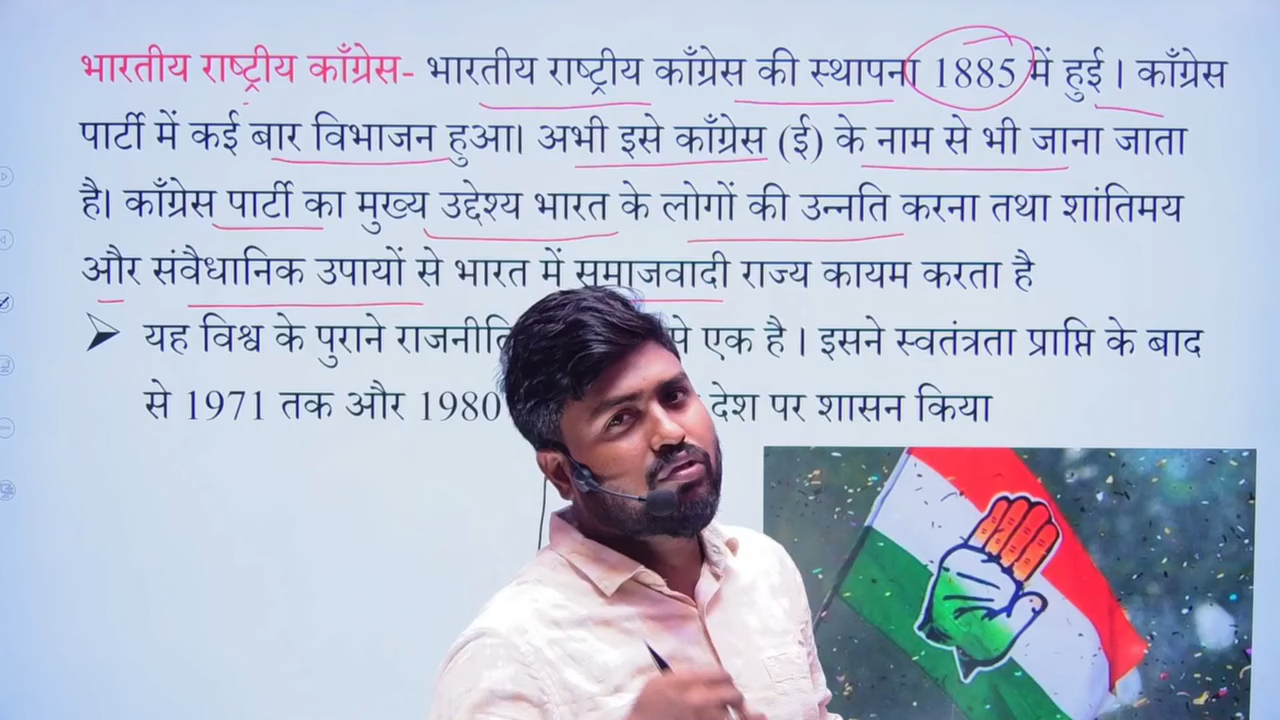 भारतीय राष्ट्रीय काँग्रेस- भारतीय राष्ट्रीय काँग्रेस की स्थापना 1885 में हुई । काँग्रेस
पार्टी में कई बार विभाजन हुआ। अभी इसे काँग्रेस (ई) के नाम से भी जाना जाता
है। काँग्रेस पार्टी का मुख्य उद्देश्य भारत के लोगों की उन्नति करना तथा शांतिमय
और संवैधानिक उपायों से भारत में समाजवादी राज्य कायम करता है
यह विश्व के पुराने एक है । इसने स्वतंत्रता प्राप्ति के बाद
से 1971 तक और 1980 देश पर शासन किया